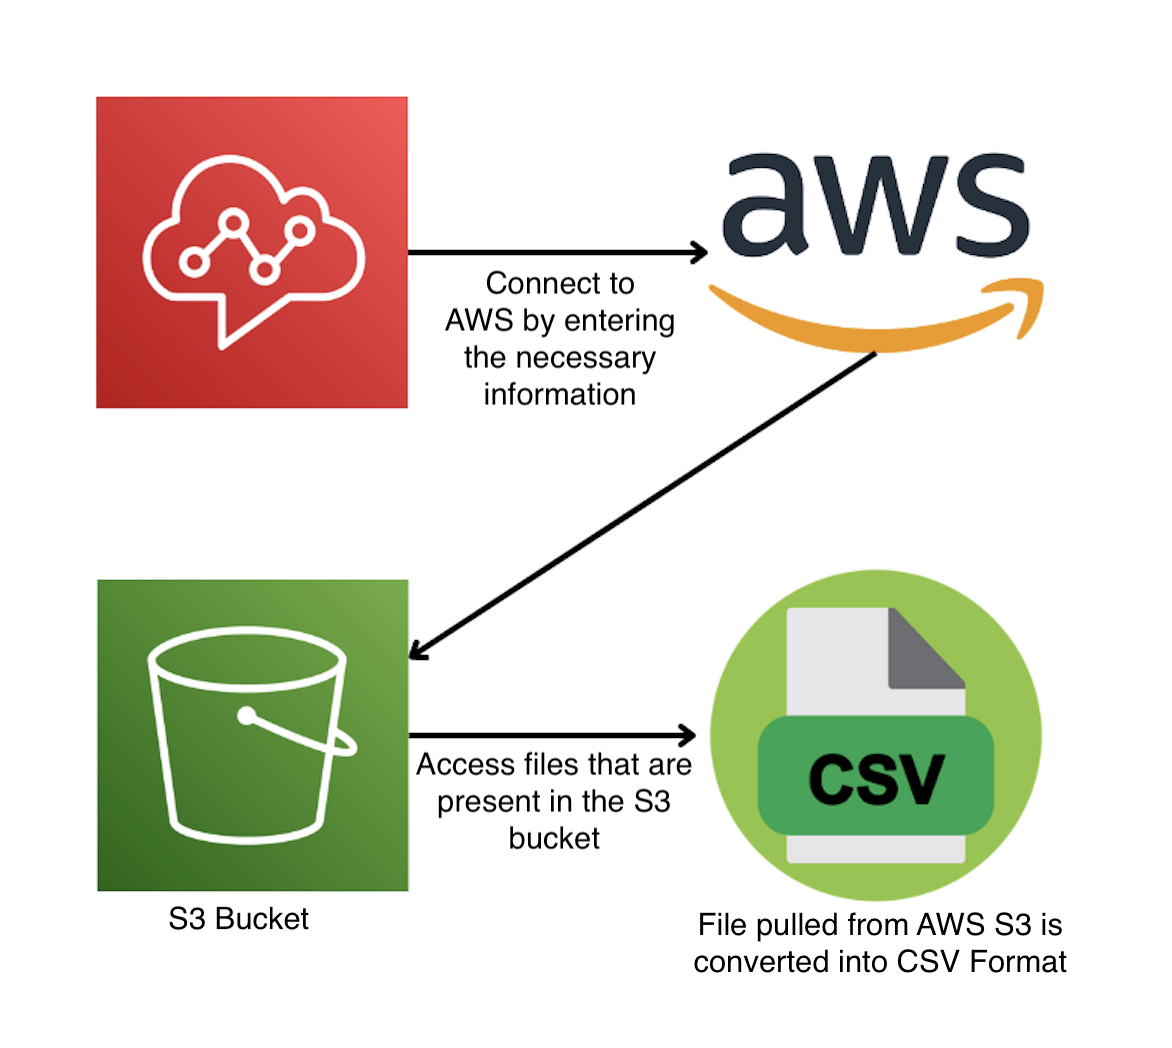 aws
Connect to
AWS by entering
the necessary
information
CSV
Access files that are
present in the S3
bucket
S3 Bucket
File pulled from AWS S3 is
converted into CSV Format